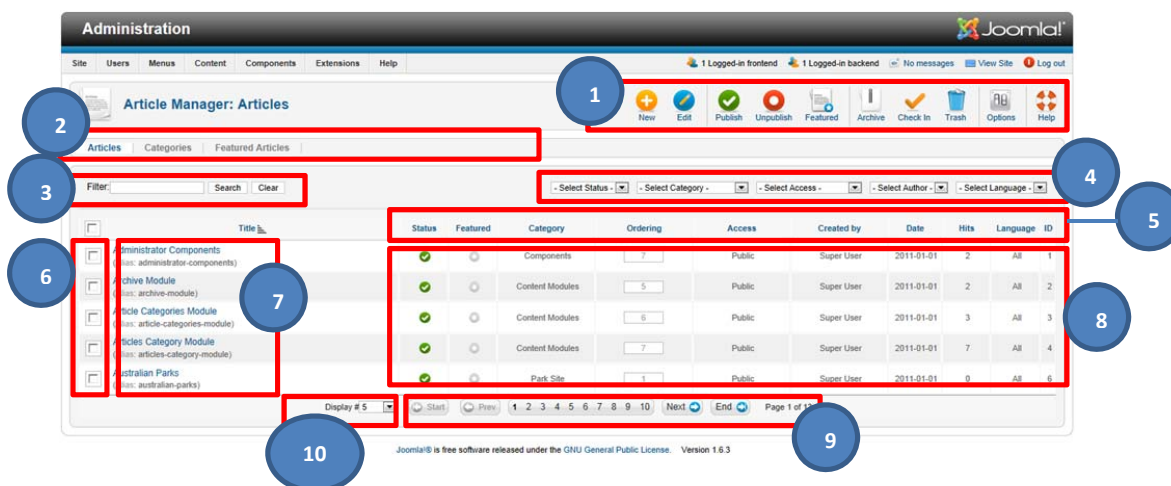 Administration
Joomla!
Site Users Menus Content Components Extensions Help
1 Logged-in frontend 1 Logged-in backend No messages View Site Log out
1
Article Manager: Articles
New Edit Publish Unpublish Featured Archive Check In Trash Options Help
2
Articles Categories Featured Articles
3
Filter: Search Clear
- Select Status - - Select Category - - Select Access - - Select Author - - Select Language -
4
5
Title Status Featured Category Ordering Access Created by Date Hits Language ID
6
7
8
Administrator Components Components 7 Public Super User 2011-01-01 2 All 1
(Alias: administrator-components)
Archive Module Content Modules 5 Public Super User 2011-01-01 2 All 2
(Alias: archive-module)
Article Categories Module Content Modules 6 Public Super User 2011-01-01 3 All 3
(Alias: article-categories-module)
Articles Category Module Content Modules 7 Public Super User 2011-01-01 7 All 4
(Alias: articles-category-module)
Australian Parks Park Site 1 Public Super User 2011-01-01 0 All 6
(Alias: australian-parks)
Display # 5 Start Prev 1 2 3 4 5 6 7 8 9 10 Next End Page 1 of
9
10
Joomla!® is free software released under the GNU General Public License. Version 1.6.3